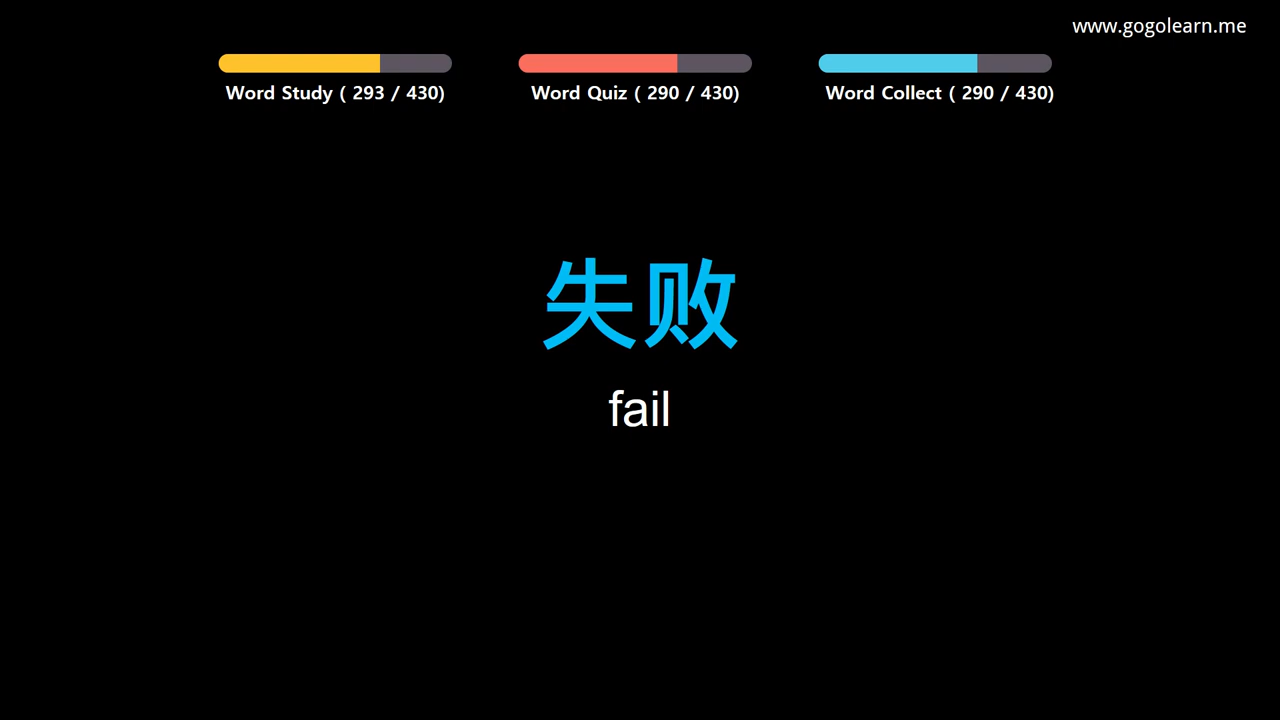 www.gogolearn.me
Word Study ( 293 / 430)
Word Quiz ( 290 / 430)
Word Collect ( 290 / 430)
失败
fail